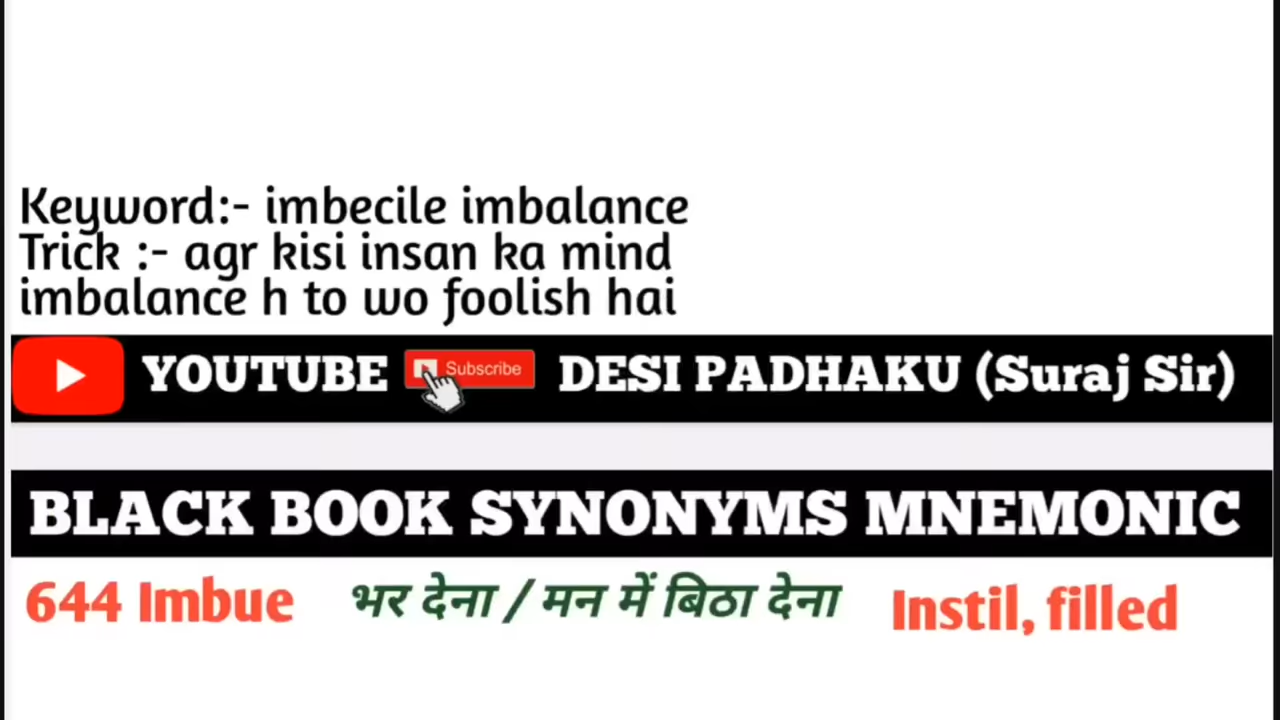 Keyword:- imbecile imbalance
Trick :- agr kisi insan ka mind
imbalance h to wo foolish hai
YOUTUBE Subscribe DESI PADHAKU (Suraj Sir)
BLACK BOOK SYNONYMS MNEMONIC
644 Imbue भर देना / मन में बिठा देना Instil, filled